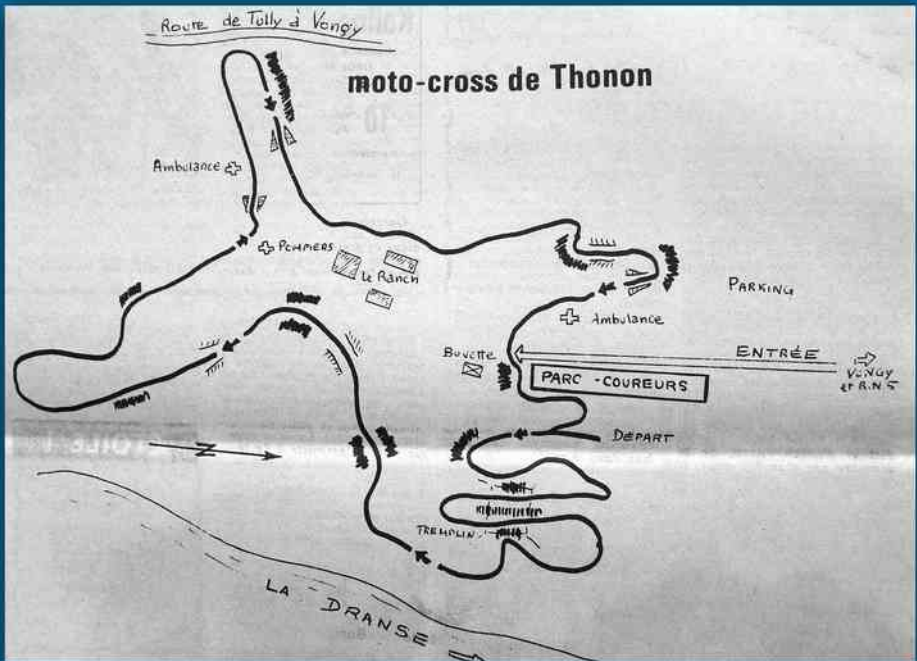 Route de Tully à Vongy
moto-cross de Thonon
Ambulance
POMPIERS
Le Ranch
PARKING
Ambulance
Buvette
ENTRÉE
VONGY
et R.N 5
PARC - COUREURS
DÉPART
N
TREMPLIN
LA DRANSE